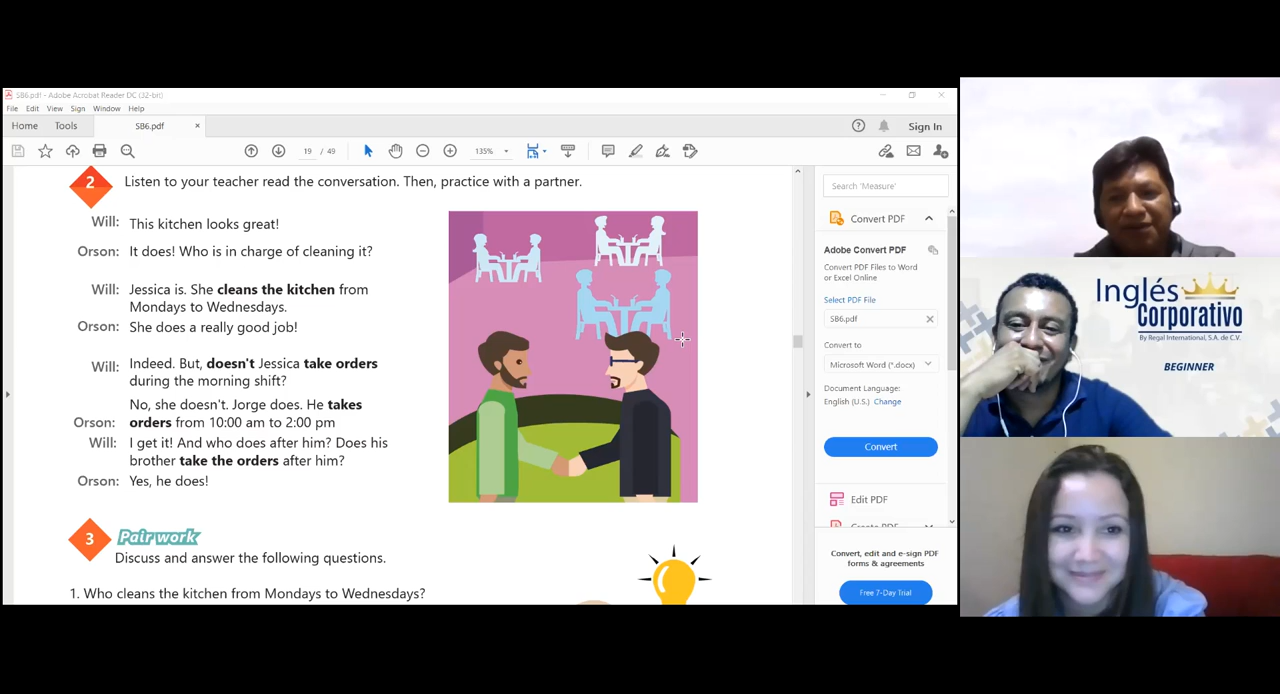 SB6.pdf - Adobe Acrobat Reader DC (32-bit)
File Edit View Sign Window Help
Home Tools SB6.pdf × Sign In
19 / 49 135%
2 Listen to your teacher read the conversation. Then, practice with a partner.
Will: This kitchen looks great!
Orson: It does! Who is in charge of cleaning it?
Will: Jessica is. She cleans the kitchen from
Mondays to Wednesdays.
Orson: She does a really good job!
Will: Indeed. But, doesn't Jessica take orders
during the morning shift?
No, she doesn't. Jorge does. He takes
Orson: orders from 10:00 am to 2:00 pm
Will: I get it! And who does after him? Does his
brother take the orders after him?
Orson: Yes, he does!
3 Pair work
Discuss and answer the following questions.
1. Who cleans the kitchen from Mondays to Wednesdays?
Search 'Measure'
Convert PDF
Adobe Convert PDF
Convert PDF Files to Word
or Excel Online
Select PDF File
SB6.pdf
Convert to
Microsoft Word (*.docx)
Document Language:
English (U.S.) Change
Convert
Edit PDF
Create PDF
Convert, edit and e-sign PDF
forms & agreements
Free 7-Day Trial
Inglés
Corporativo
By Regal International, S.A. de C.V.
BEGINNER